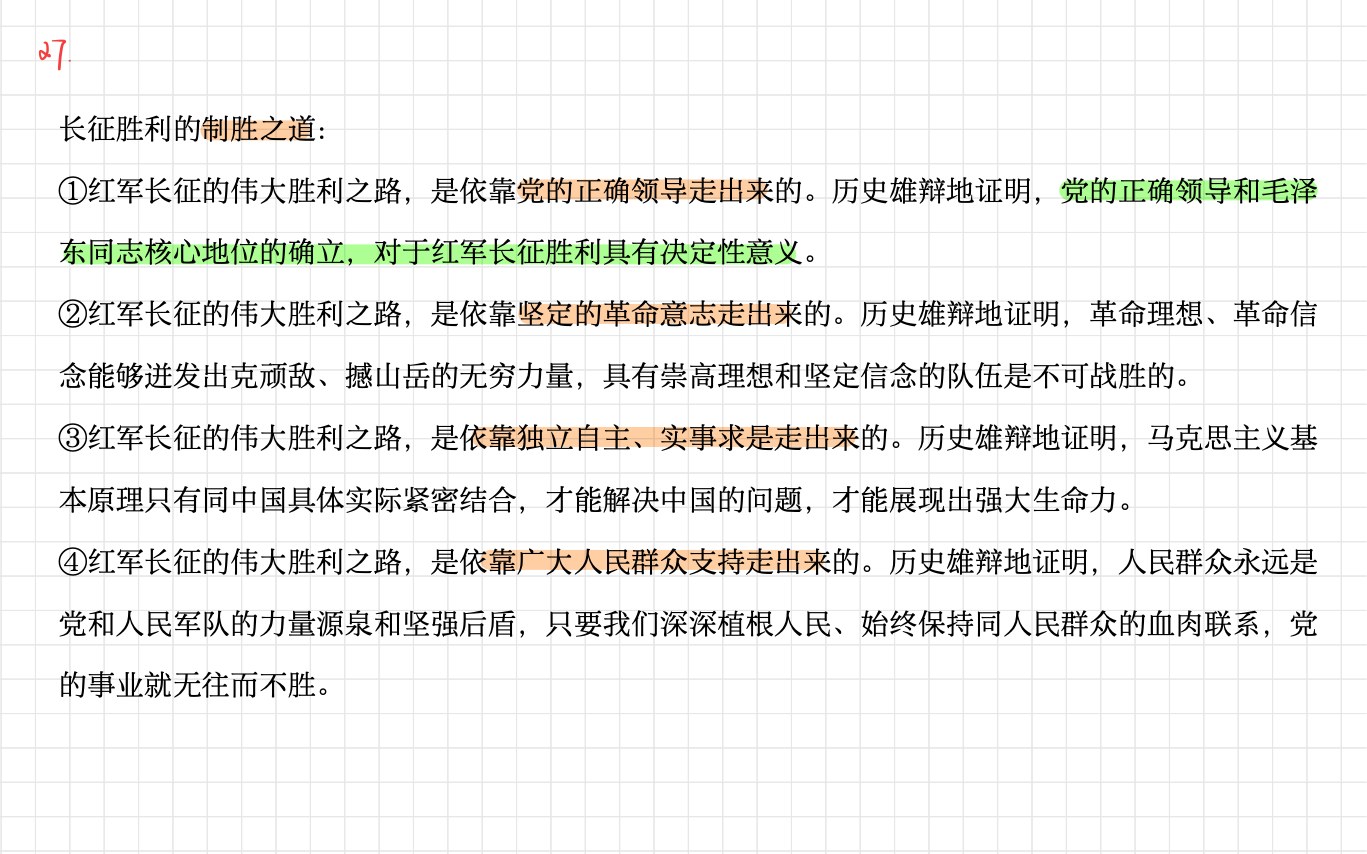 27.
长征胜利的制胜之道:
①红军长征的伟大胜利之路，是依靠党的正确领导走出来的。历史雄辩地证明，党的正确领导和毛泽
东同志核心地位的确立，对于红军长征胜利具有决定性意义。
②红军长征的伟大胜利之路，是依靠坚定的革命意志走出来的。历史雄辩地证明，革命理想、革命信
念能够迸发出克顽敌、撼山岳的无穷力量，具有崇高理想和坚定信念的队伍是不可战胜的。
③红军长征的伟大胜利之路，是依靠独立自主、实事求是走出来的。历史雄辩地证明，马克思主义基
本原理只有同中国具体实际紧密结合，才能解决中国的问题，才能展现出强大生命力。
④红军长征的伟大胜利之路，是依靠广大人民群众支持走出来的。历史雄辩地证明，人民群众永远是
党和人民军队的力量源泉和坚强后盾，只要我们深深植根人民、始终保持同人民群众的血肉联系，党
的事业就无往而不胜。